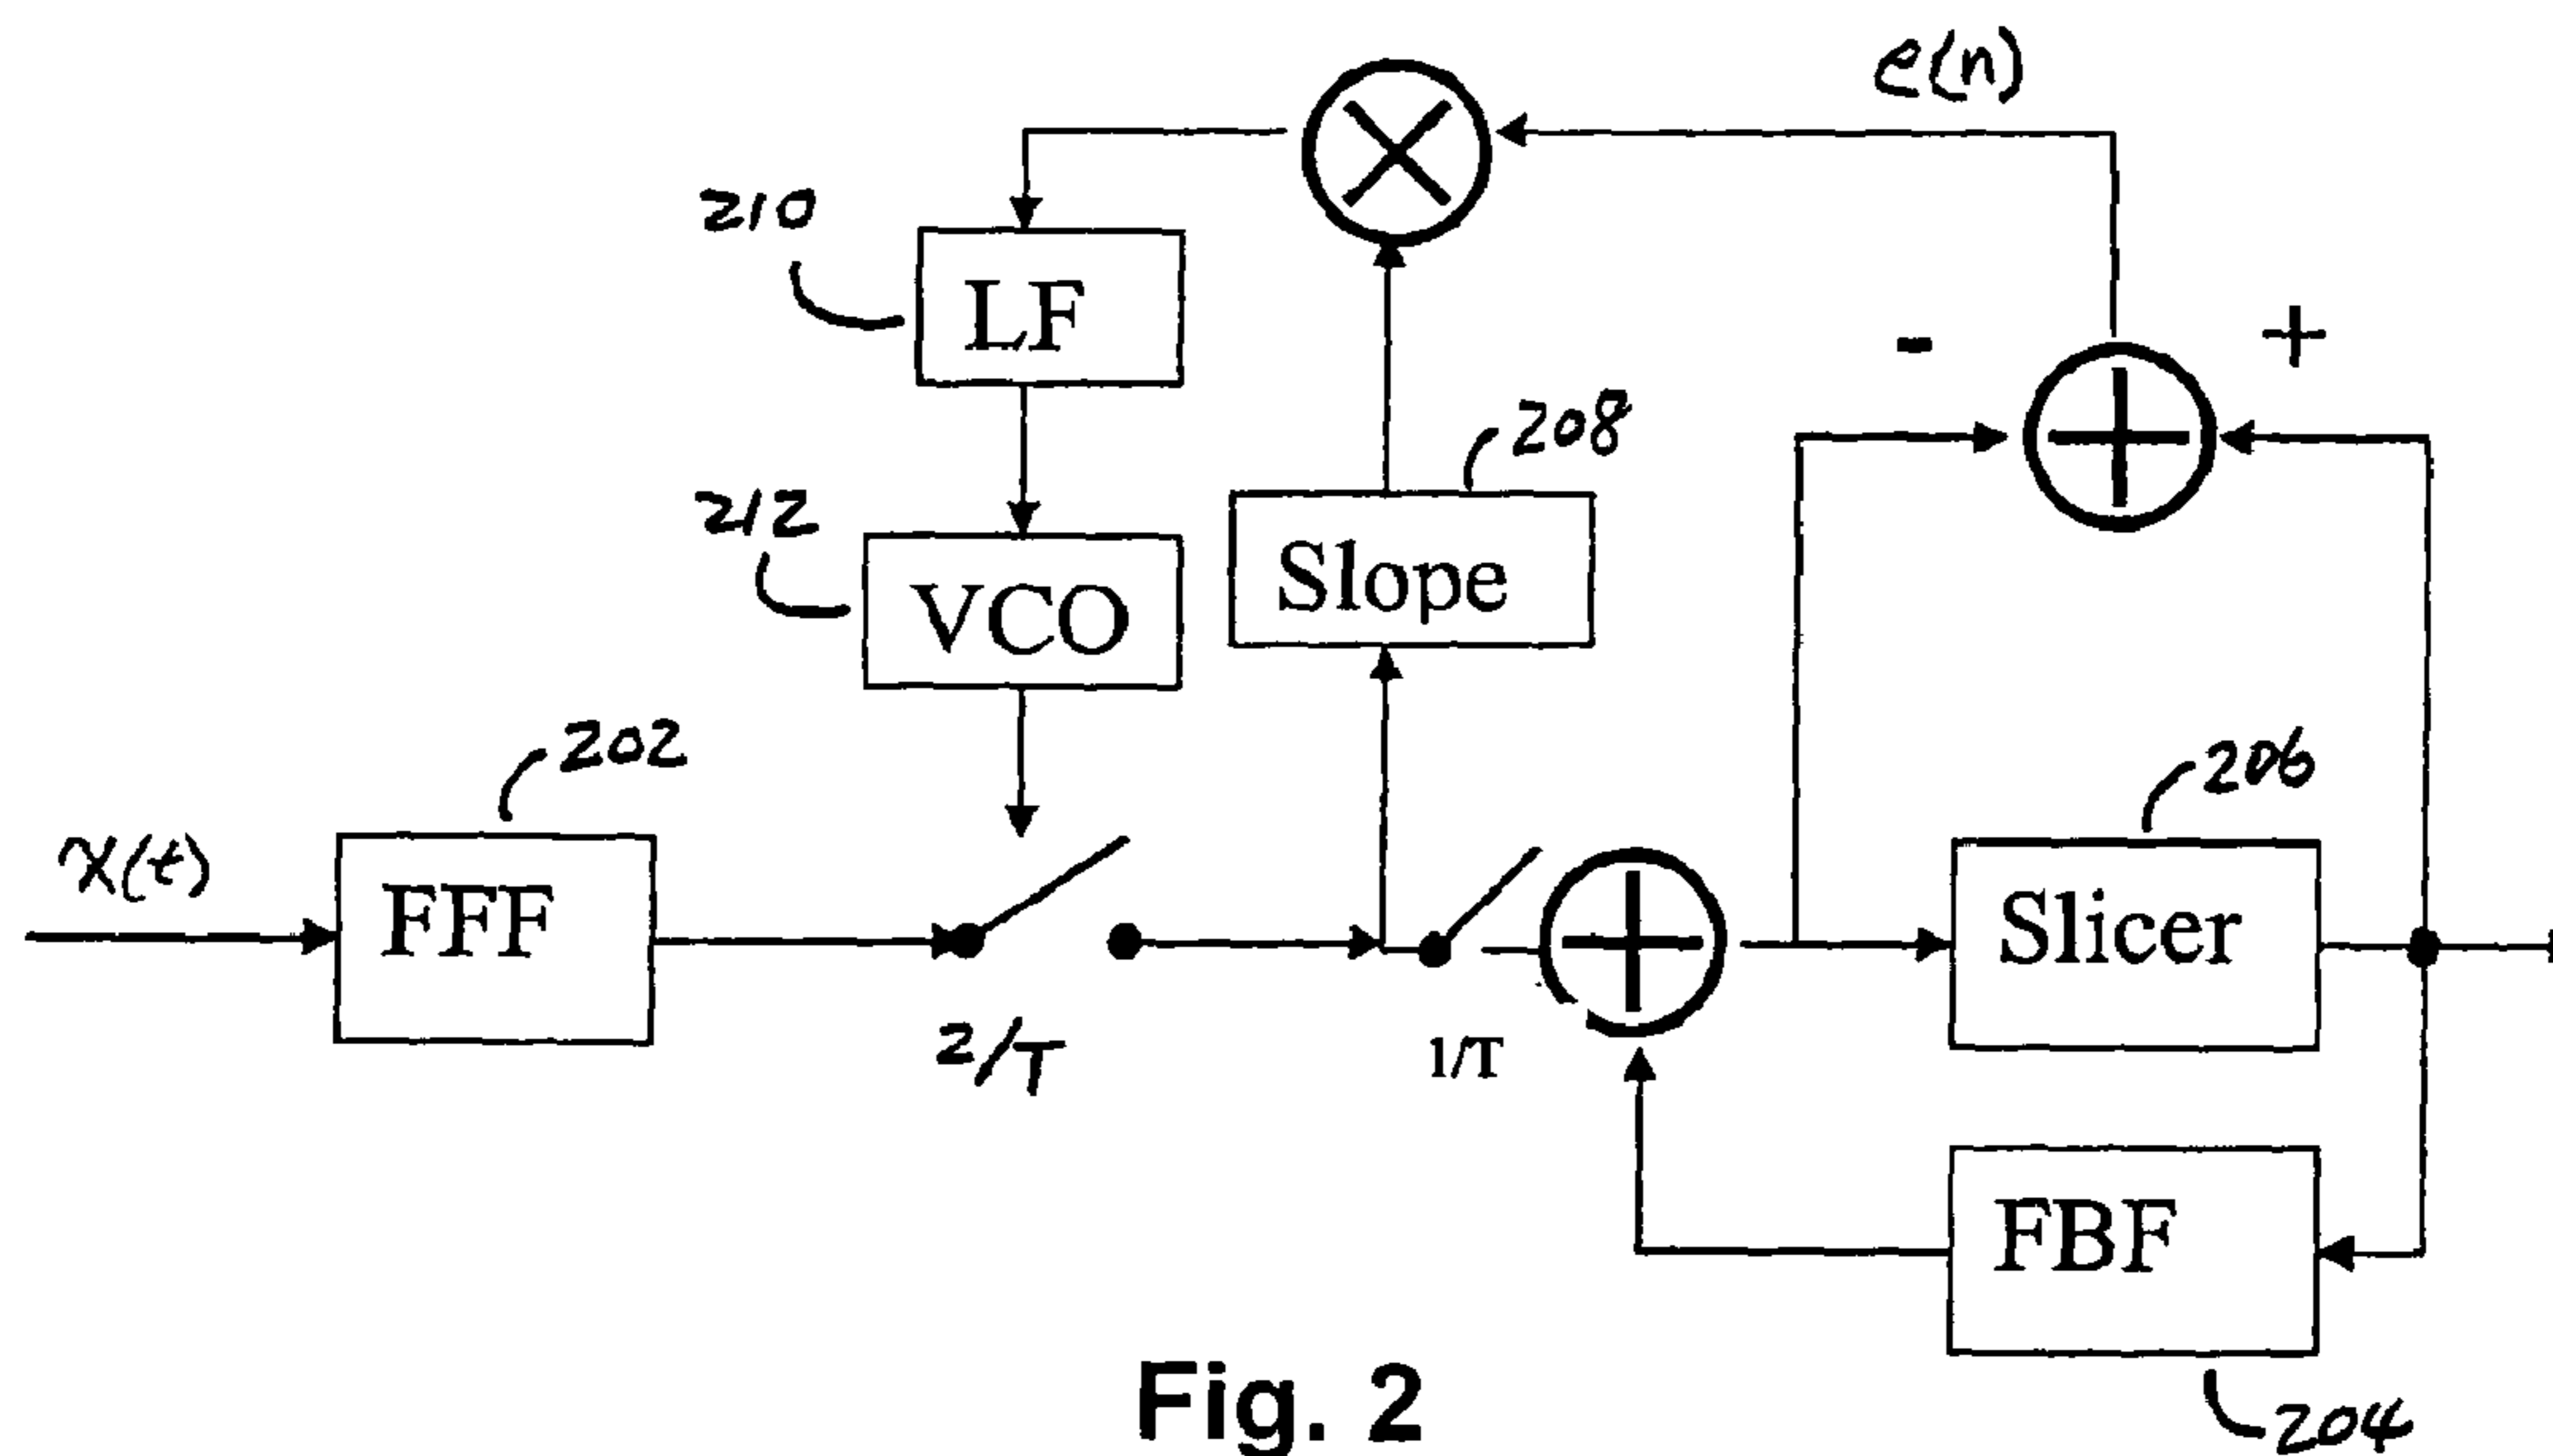 e(n)
210
LF
- +
208
212
VCO
Slope
202
206
x(t)
FFF
Slicer
2/T
1/T
FBF
Fig. 2
204